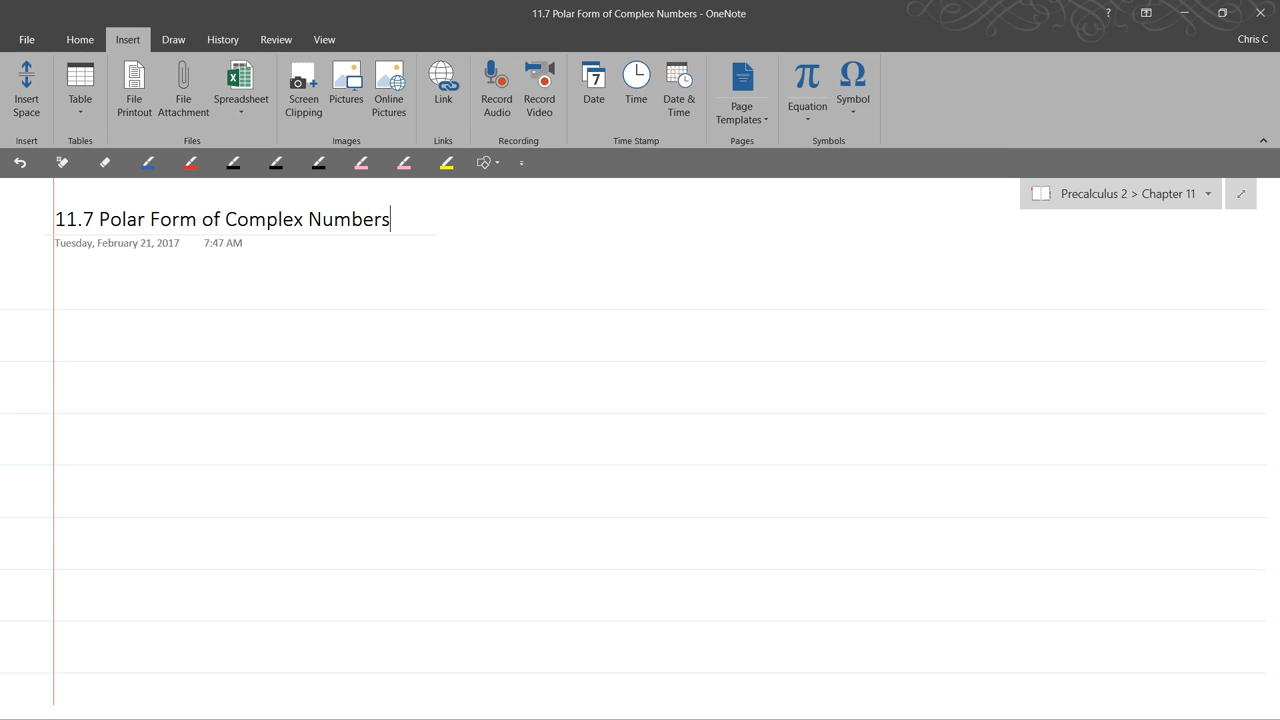 11.7 Polar Form of Complex Numbers - OneNote
?
File Home Insert Draw History Review View
Chris C
Insert Space
Table
File Printout
File Attachment
Spreadsheet
Screen Clipping
Pictures
Online Pictures
Link
Record Audio
Record Video
7
Date
Time
Date & Time
Page Templates
π
Equation
Ω
Symbol
Insert Tables Files Images Links Recording Time Stamp Pages Symbols
Precalculus 2 > Chapter 11
11.7 Polar Form of Complex Numbers
Tuesday, February 21, 2017 7:47 AM